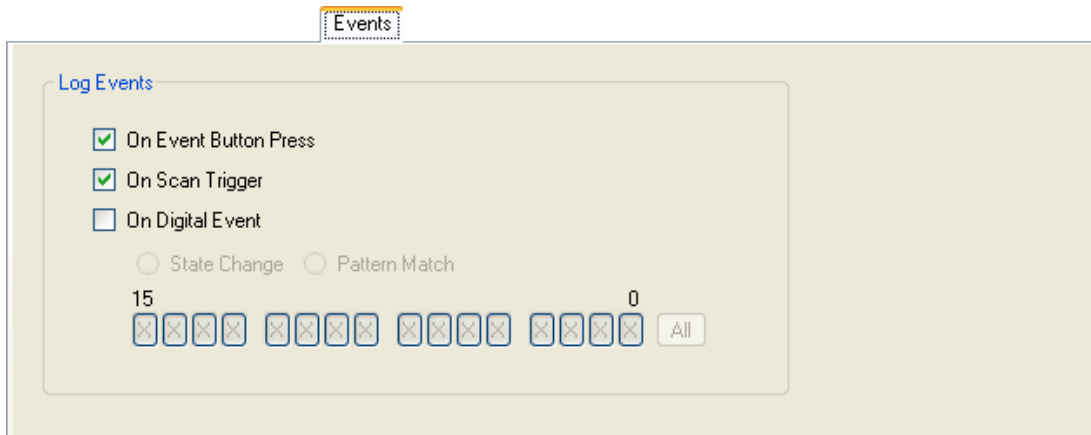 Events
Log Events
On Event Button Press
On Scan Trigger
On Digital Event
State Change Pattern Match
15 0
X X X X X X X X X X X X X X X X All